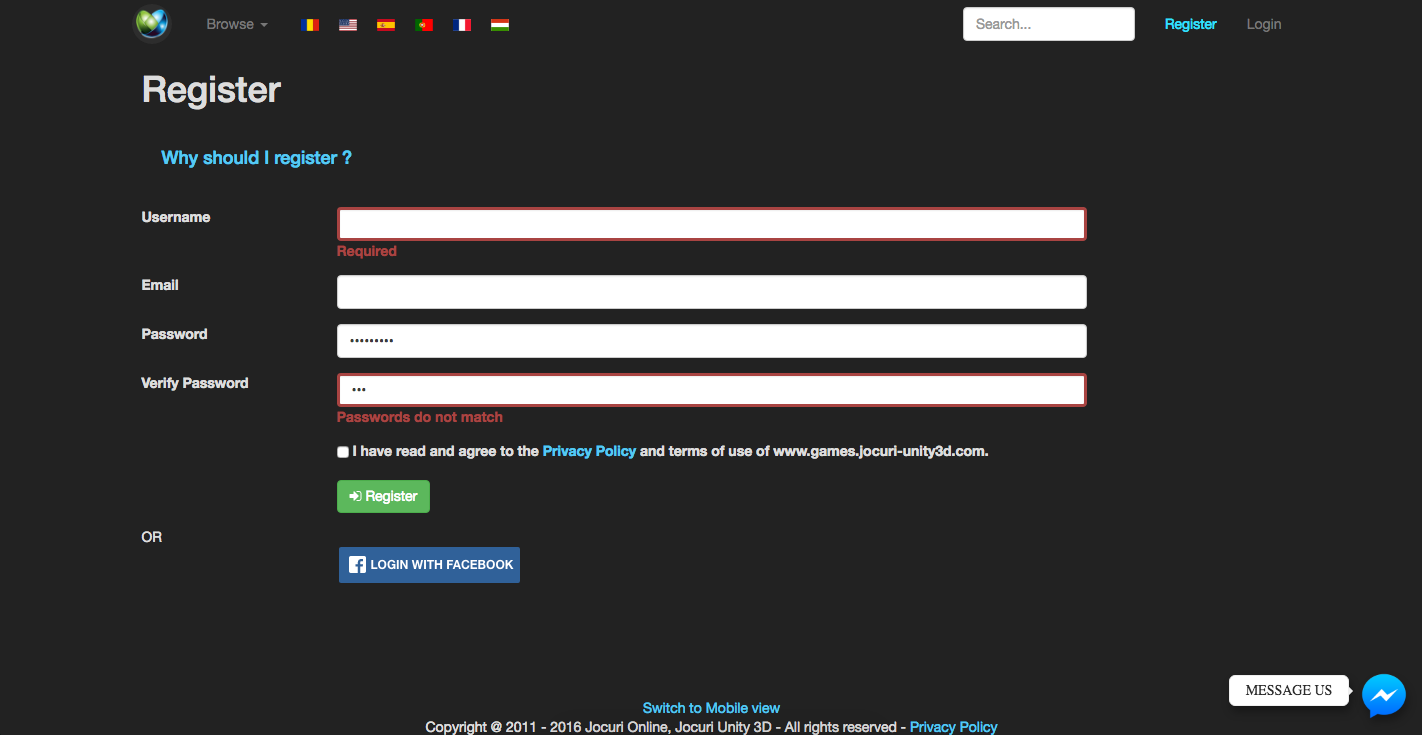 Browse
Search...
Register
Login
Register
Why should I register ?
Username
Required
Email
Password
•••••••••
Verify Password
•••
Passwords do not match
I have read and agree to the Privacy Policy and terms of use of www.games.jocuri-unity3d.com.
Register
OR
LOGIN WITH FACEBOOK
MESSAGE US
Switch to Mobile view
Copyright @ 2011 - 2016 Jocuri Online, Jocuri Unity 3D - All rights reserved - Privacy Policy